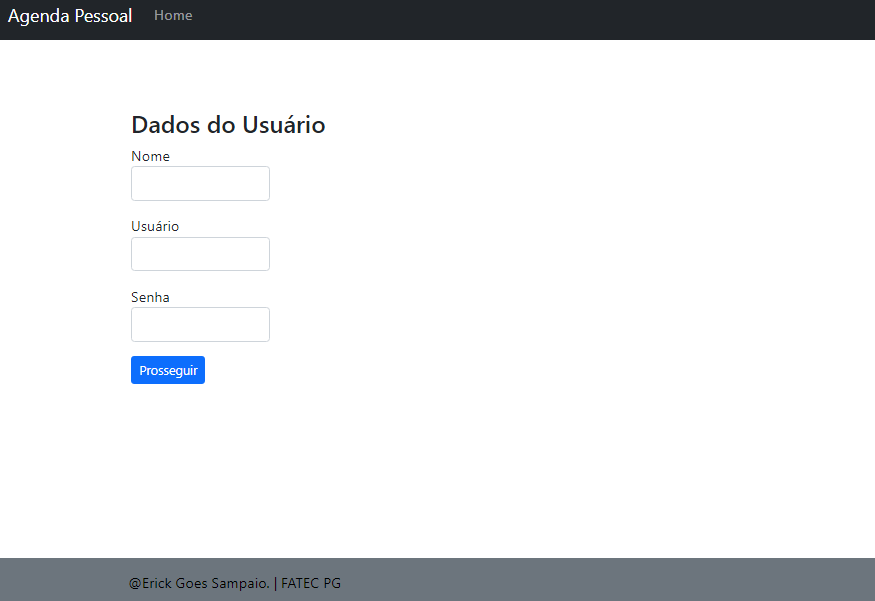 Agenda Pessoal Home
Dados do Usuário
Nome
Usuário
Senha
Prosseguir
@Erick Goes Sampaio. | FATEC PG